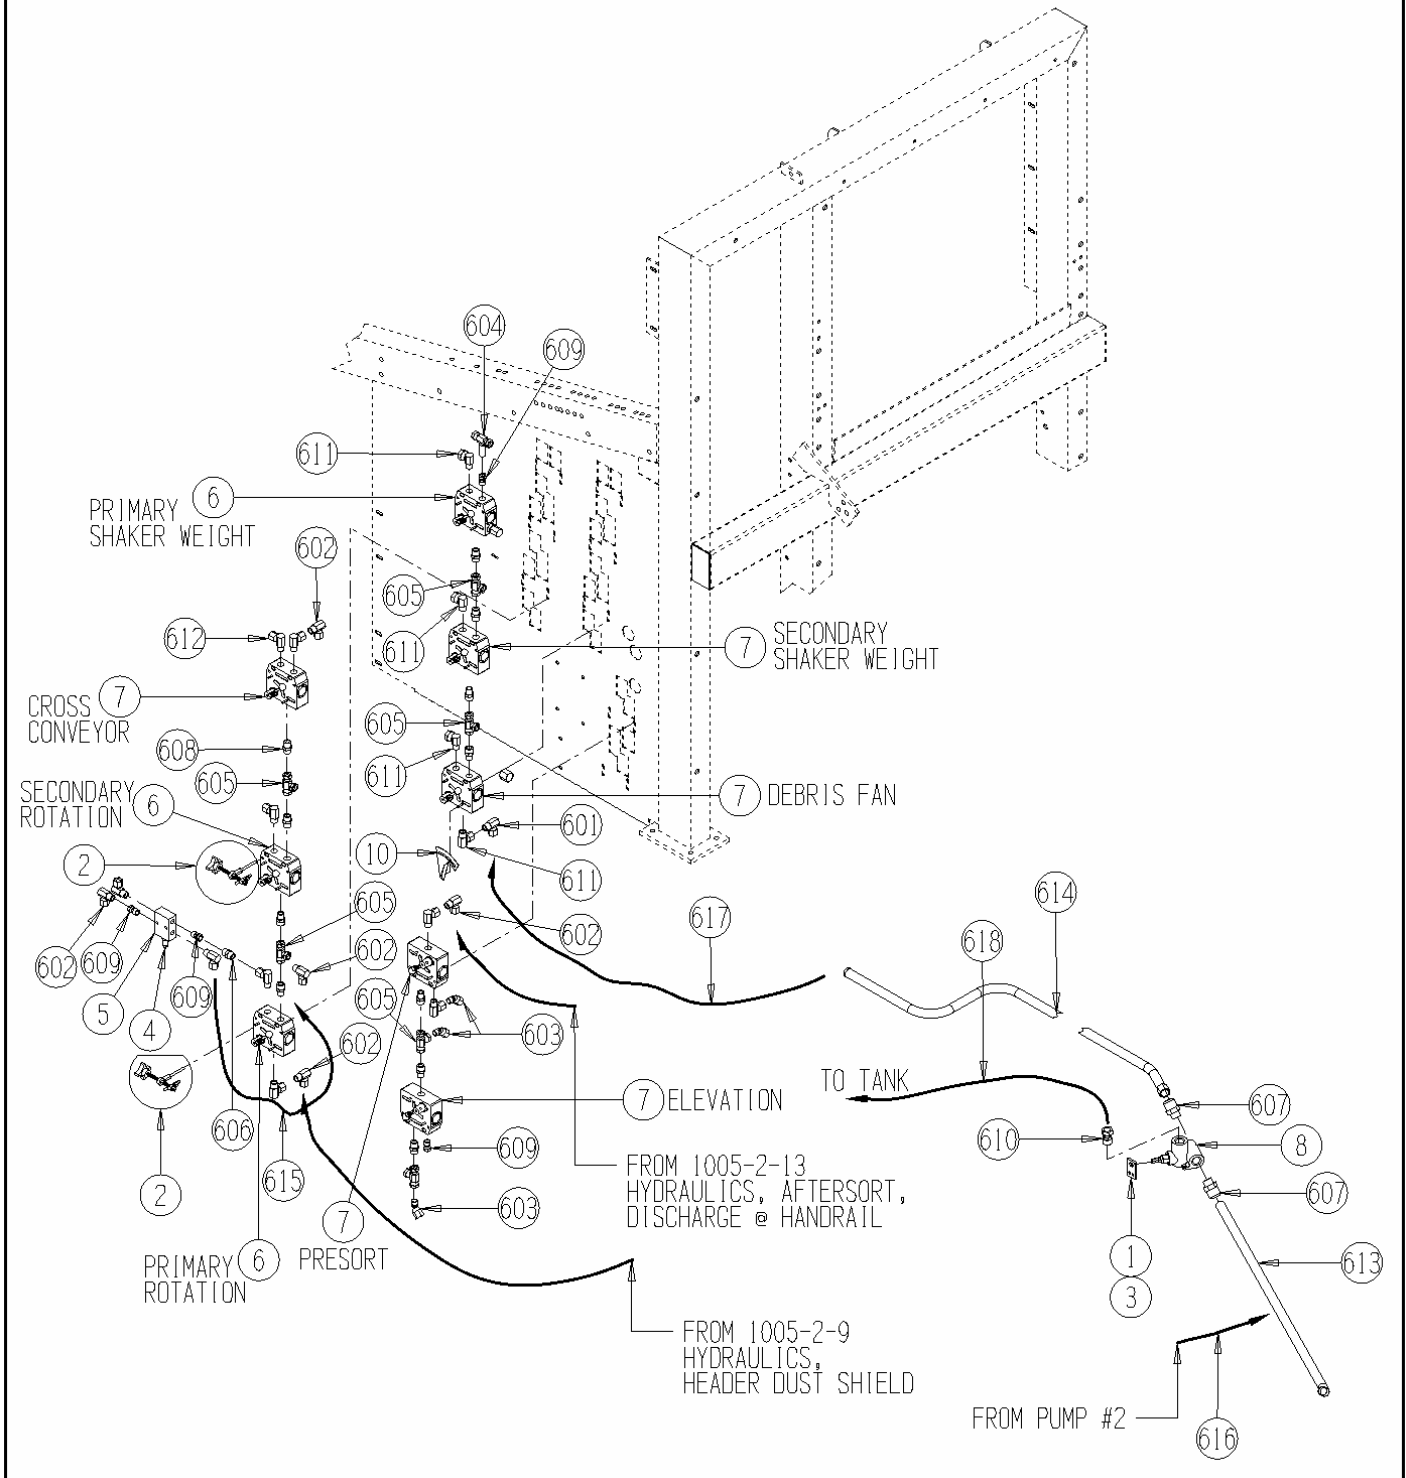 604
609
611
6
PRIMARY
SHAKER WEIGHT
602
605
612
611
7
SECONDARY
SHAKER WEIGHT
7
CROSS
CONVEYOR
608
605
605
611
SECONDARY
ROTATION
6
7
DEBRIS FAN
601
10
2
611
605
602
617
614
618
602
609
602
5
609
4
605
603
602
TO TANK
7
ELEVATION
607
610
8
606
609
615
2
603
607
FROM 1005-2-13
HYDRAULICS, AFTERSORT,
DISCHARGE @ HANDRAIL
7
PRESORT
6
PRIMARY
ROTATION
1
3
613
FROM 1005-2-9
HYDRAULICS,
HEADER DUST SHIELD
FROM PUMP #2
616